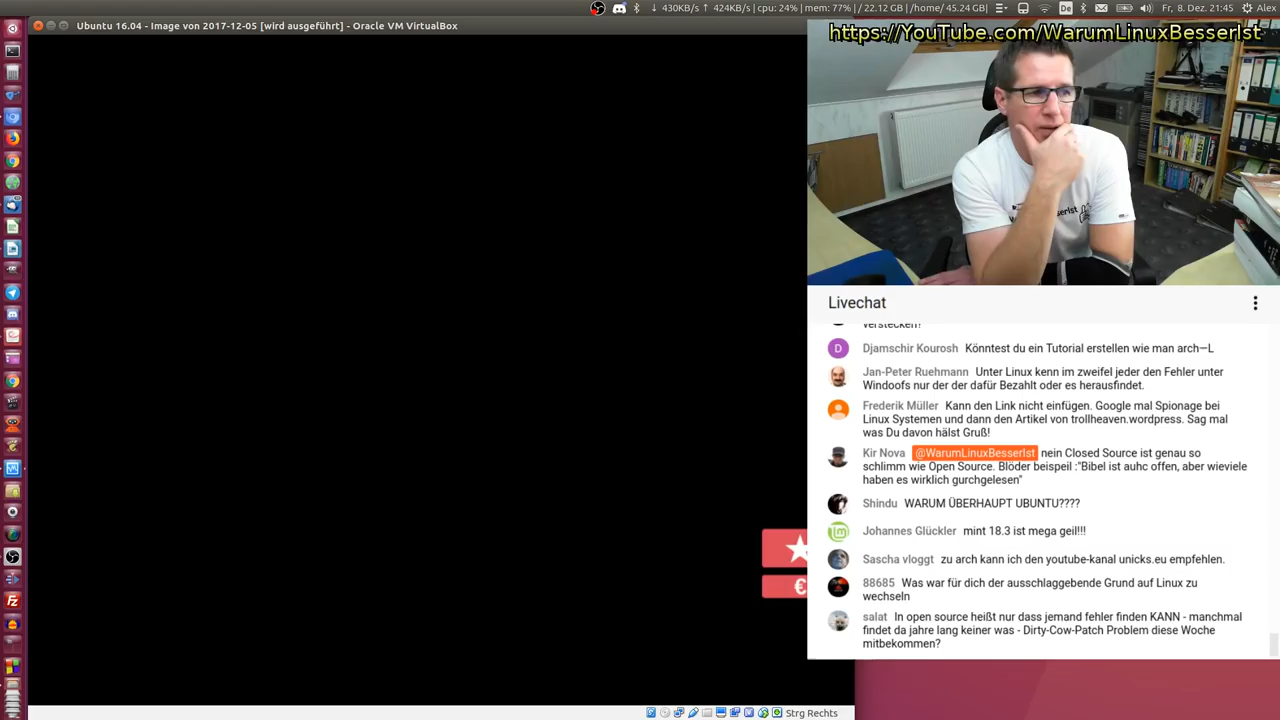 430KB/s 424KB/s cpu: 24% mem: 77% // 22.12 GB /home/ 45.24 GB De Fr, 8. Dez. 21:45 Alex
Ubuntu 16.04 - Image von 2017-12-05 [wird ausgeführt] - Oracle VM VirtualBox
https://YouTube.com/WarumLinuxBesserIst
Livechat
verstecken!
Djamschir Kourosh Könntest du ein Tutorial erstellen wie man arch—L
Jan-Peter Ruehmann Unter Linux kenn im zweifel jeder den Fehler unter
Windoofs nur der der dafür Bezahlt oder es herausfindet.
Frederik Müller Kann den Link nicht einfügen. Google mal Spionage bei
Linux Systemen und dann den Artikel von trollheaven.wordpress. Sag mal
was Du davon hälst Gruß!
Kir Nova @WarumLinuxBesserIst nein Closed Source ist genau so
schlimm wie Open Source. Blöder beispeil :"Bibel ist auhc offen, aber wieviele
haben es wirklich gurchgelesen"
Shindu WARUM ÜBERHAUPT UBUNTU????
Johannes Glückler mint 18.3 ist mega geil!!!
Sascha vloggt zu arch kann ich den youtube-kanal unicks.eu empfehlen.
88685 Was war für dich der ausschlaggebende Grund auf Linux zu
wechseln
salat In open source heißt nur dass jemand fehler finden KANN - manchmal
findet da jahre lang keiner was - Dirty-Cow-Patch Problem diese Woche
mitbekommen?
€
Strg Rechts